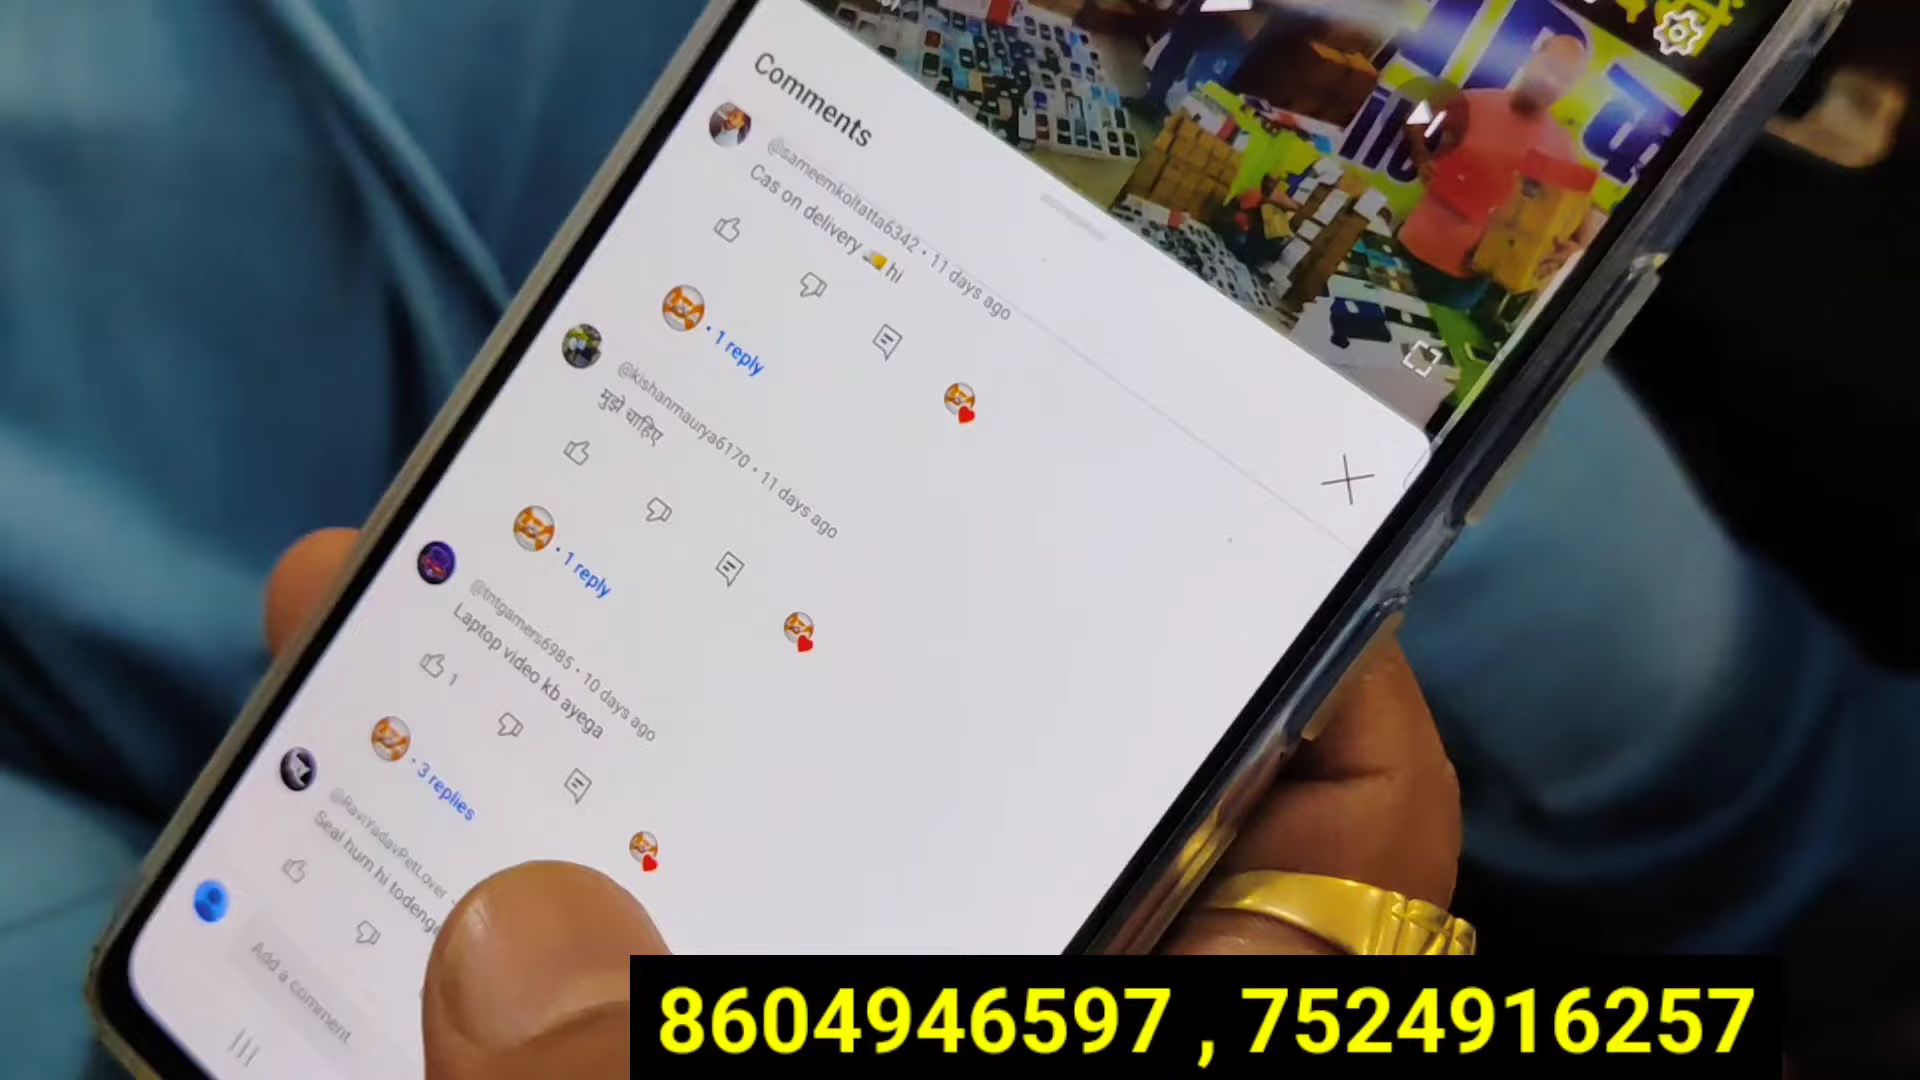 Comments
@sameemkoltatta6342 • 11 days ago
Cas on delivery hi
• 1 reply
@kishanmaurya6170 • 11 days ago
मुझे चाहिए
• 1 reply
@tntgamers6985 • 10 days ago
Laptop video kb ayega
1
• 3 replies
@RaviYadavPetLover •
Seal hum hi todenge
Add a comment
8604946597 , 7524916257